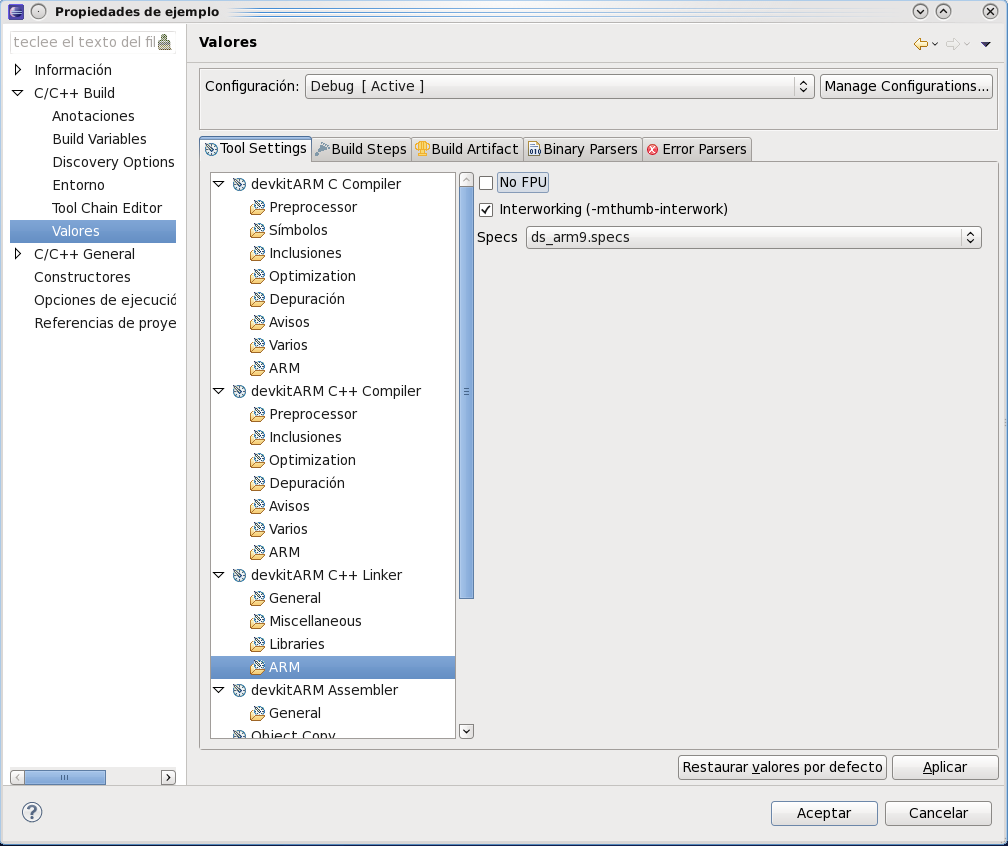 Propiedades de ejemplo
teclee el texto del fil
Información
C/C++ Build
Anotaciones
Build Variables
Discovery Options
Entorno
Tool Chain Editor
Valores
C/C++ General
Constructores
Opciones de ejecució
Referencias de proye
Valores
Configuración: Debug [ Active ] Manage Configurations...
Tool Settings Build Steps Build Artifact Binary Parsers Error Parsers
devkitARM C Compiler
Preprocessor
Símbolos
Inclusiones
Optimization
Depuración
Avisos
Varios
ARM
devkitARM C++ Compiler
Preprocessor
Inclusiones
Optimization
Depuración
Avisos
Varios
ARM
devkitARM C++ Linker
General
Miscellaneous
Libraries
ARM
devkitARM Assembler
General
Object Copy
No FPU
Interworking (-mthumb-interwork)
Specs ds_arm9.specs
Restaurar valores por defecto Aplicar
Aceptar Cancelar